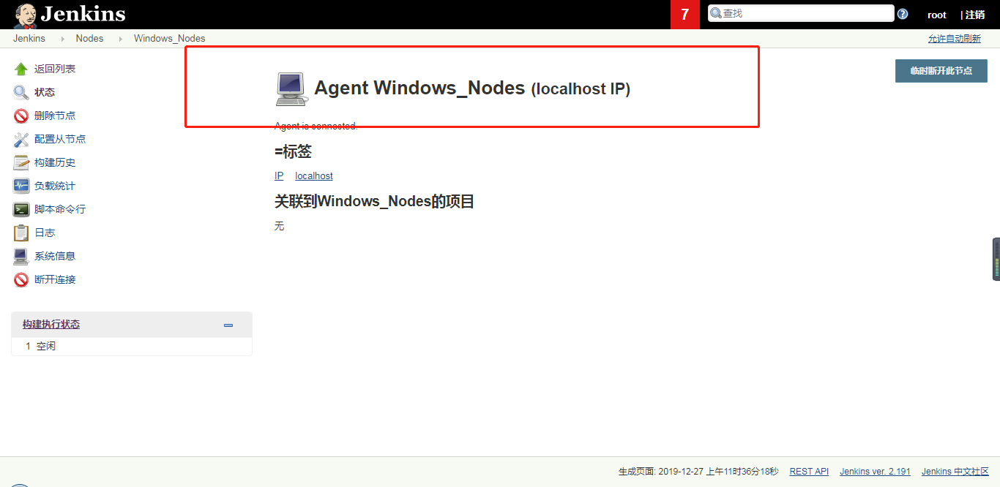 Jenkins 7 查找 root | 注销
Jenkins Nodes Windows_Nodes 允许自动刷新
返回列表
状态
删除节点
配置从节点
构建历史
负载统计
脚本命令行
日志
系统信息
断开连接
构建执行状态
1 空闲
临时断开此节点
Agent Windows_Nodes (localhost IP)
Agent is connected.
=标签
IP localhost
关联到Windows_Nodes的项目
无
生成页面: 2019-12-27 上午11时36分18秒 REST API Jenkins ver. 2.191 Jenkins 中文社区